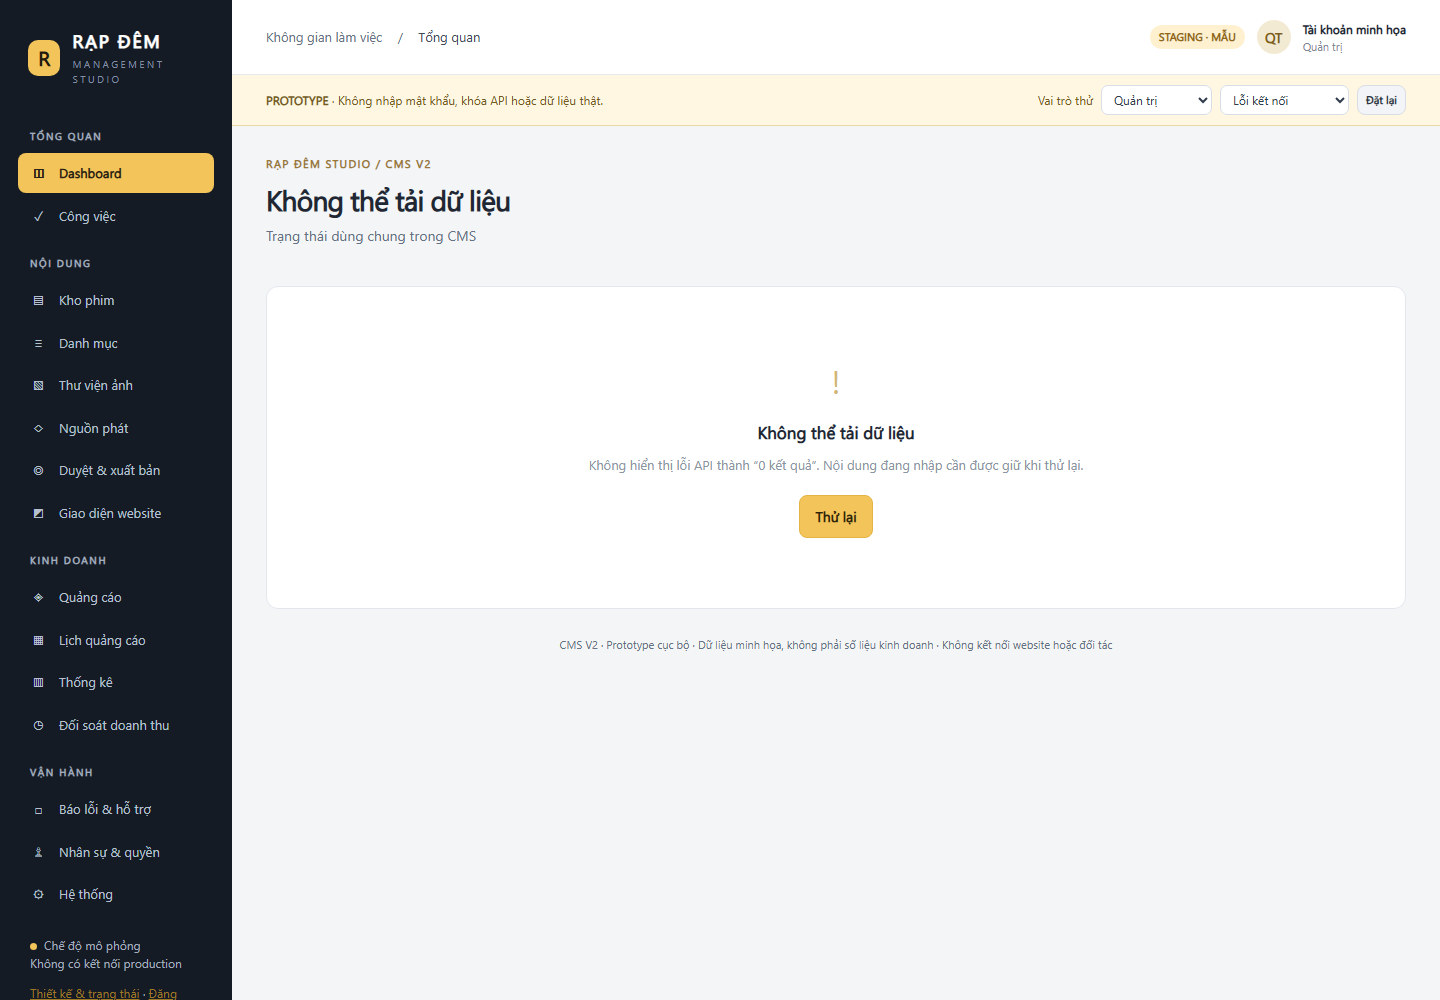 R
RẠP ĐÊM
MANAGEMENT
STUDIO
TỔNG QUAN
Dashboard
Công việc
NỘI DUNG
Kho phim
Danh mục
Thư viện ảnh
Nguồn phát
Duyệt & xuất bản
Giao diện website
KINH DOANH
Quảng cáo
Lịch quảng cáo
Thống kê
Đối soát doanh thu
VẬN HÀNH
Báo lỗi & hỗ trợ
Nhân sự & quyền
Hệ thống
Chế độ mô phỏng
Không có kết nối production
Thiết kế & trạng thái · Đăng
Không gian làm việc / Tổng quan
STAGING · MẪU
QT
Tài khoản minh họa
Quản trị
PROTOTYPE · Không nhập mật khẩu, khóa API hoặc dữ liệu thật.
Vai trò thử
Quản trị
Lỗi kết nối
Đặt lại
RẠP ĐÊM STUDIO / CMS V2
Không thể tải dữ liệu
Trạng thái dùng chung trong CMS
!
Không thể tải dữ liệu
Không hiển thị lỗi API thành “0 kết quả”. Nội dung đang nhập cần được giữ khi thử lại.
Thử lại
CMS V2 · Prototype cục bộ · Dữ liệu minh họa, không phải số liệu kinh doanh · Không kết nối website hoặc đối tác